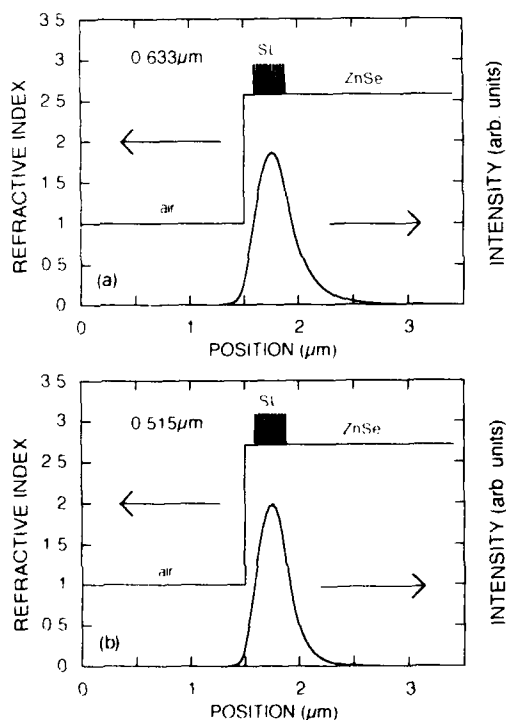 3.5
3
2.5
2
1.5
1
0.5
0
0.633µm
SL
ZnSe
air
(a)
REFRACTIVE INDEX
INTENSITY (arb. units)
0 1 2 3
POSITION (µm)
3.5
3
2.5
2
1.5
1
0.5
0
0.515µm
SL
ZnSe
air
(b)
REFRACTIVE INDEX
INTENSITY (arb. units)
0 1 2 3
POSITION (µm)